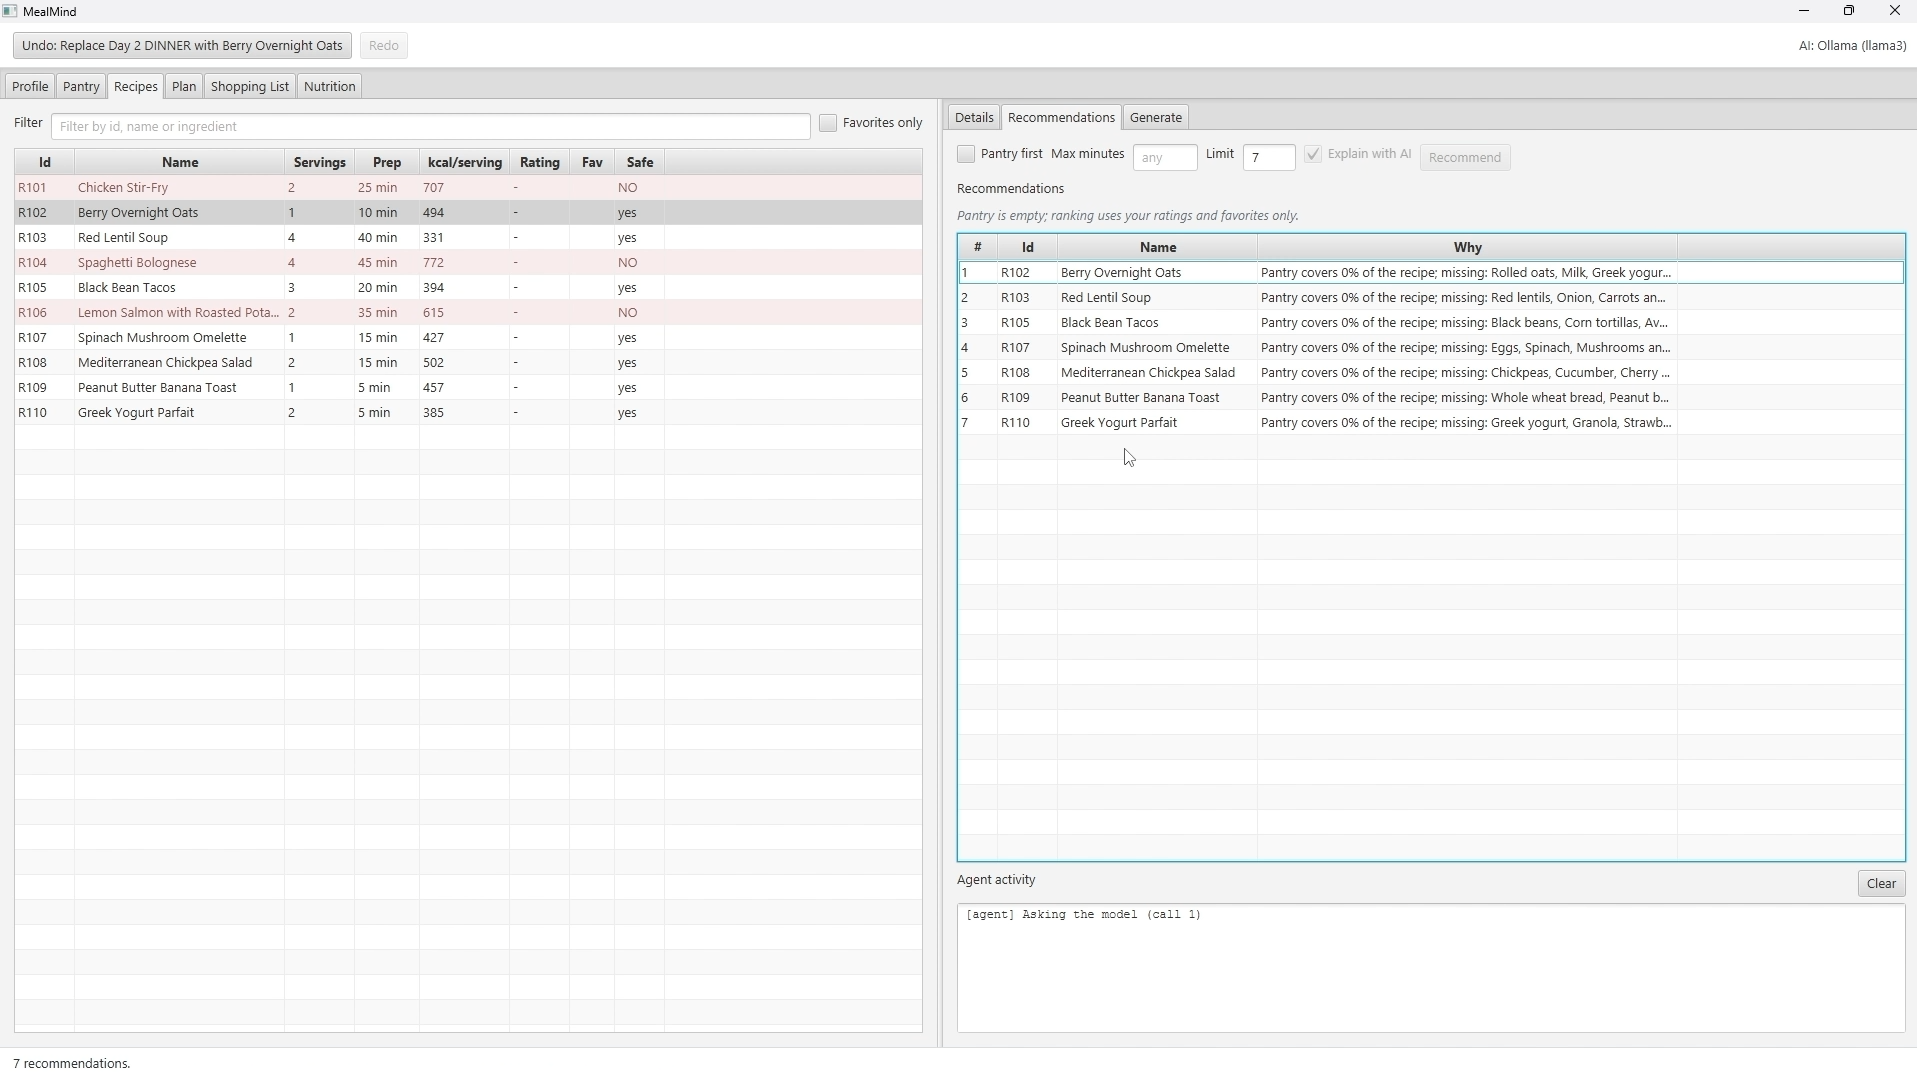 MealMind
Undo: Replace Day 2 DINNER with Berry Overnight Oats Redo AI: Ollama (llama3)
Profile Pantry Recipes Plan Shopping List Nutrition
Filter Filter by id, name or ingredient Favorites only
Id Name Servings Prep kcal/serving Rating Fav Safe
R101 Chicken Stir-Fry 2 25 min 707 - NO
R102 Berry Overnight Oats 1 10 min 494 - yes
R103 Red Lentil Soup 4 40 min 331 - yes
R104 Spaghetti Bolognese 4 45 min 772 - NO
R105 Black Bean Tacos 3 20 min 394 - yes
R106 Lemon Salmon with Roasted Pota... 2 35 min 615 - NO
R107 Spinach Mushroom Omelette 1 15 min 427 - yes
R108 Mediterranean Chickpea Salad 2 15 min 502 - yes
R109 Peanut Butter Banana Toast 1 5 min 457 - yes
R110 Greek Yogurt Parfait 2 5 min 385 - yes
Details Recommendations Generate
Pantry first Max minutes any Limit 7 Explain with AI Recommend
Recommendations
Pantry is empty; ranking uses your ratings and favorites only.
# Id Name Why
1 R102 Berry Overnight Oats Pantry covers 0% of the recipe; missing: Rolled oats, Milk, Greek yogur...
2 R103 Red Lentil Soup Pantry covers 0% of the recipe; missing: Red lentils, Onion, Carrots an...
3 R105 Black Bean Tacos Pantry covers 0% of the recipe; missing: Black beans, Corn tortillas, Av...
4 R107 Spinach Mushroom Omelette Pantry covers 0% of the recipe; missing: Eggs, Spinach, Mushrooms an...
5 R108 Mediterranean Chickpea Salad Pantry covers 0% of the recipe; missing: Chickpeas, Cucumber, Cherry ...
6 R109 Peanut Butter Banana Toast Pantry covers 0% of the recipe; missing: Whole wheat bread, Peanut b...
7 R110 Greek Yogurt Parfait Pantry covers 0% of the recipe; missing: Greek yogurt, Granola, Strawb...
Agent activity Clear
[agent] Asking the model (call 1)
7 recommendations.